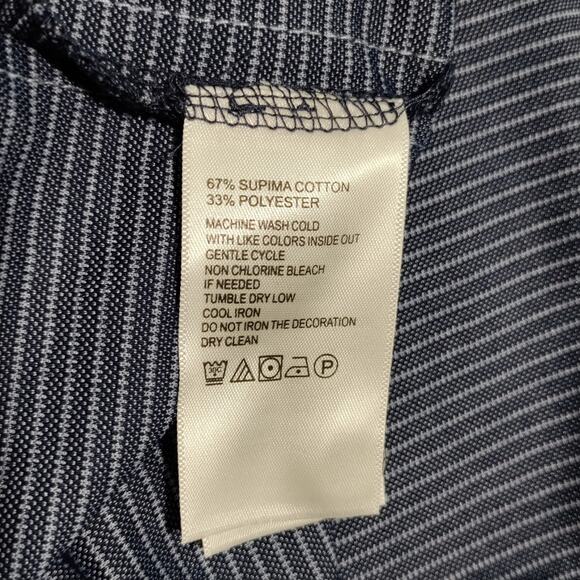 67% SUPIMA COTTON
33% POLYESTER
MACHINE WASH COLD
WITH LIKE COLORS INSIDE OUT
GENTLE CYCLE
NON CHLORINE BLEACH
IF NEEDED
TUMBLE DRY LOW
COOL IRON
DO NOT IRON THE DECORATION
DRY CLEAN
30C P